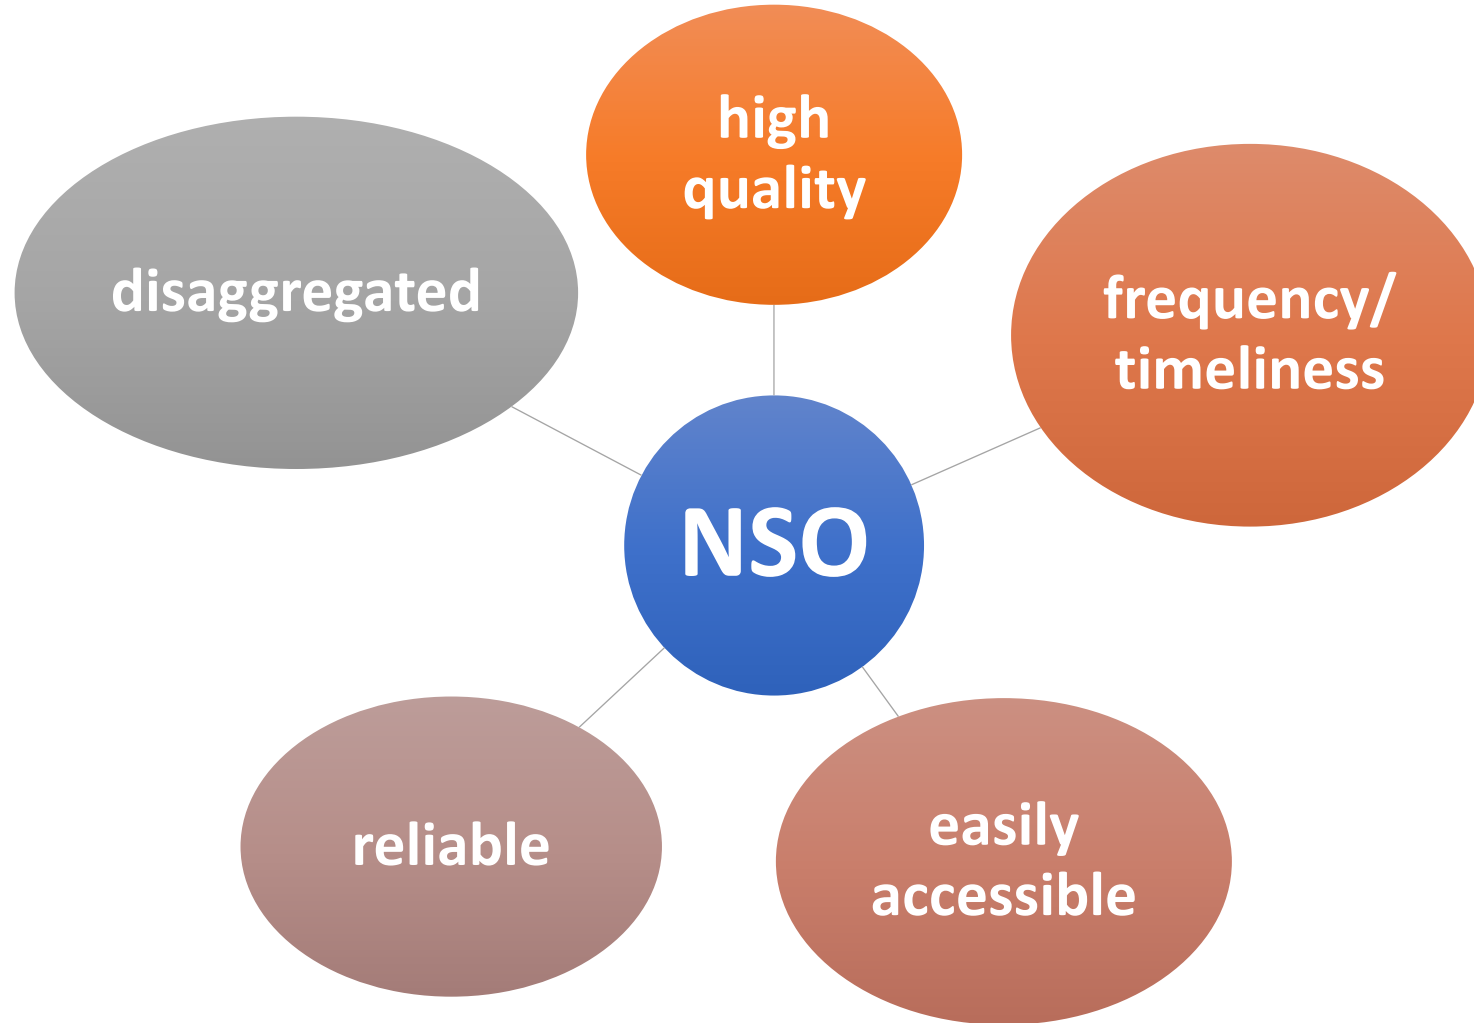 high
quality
disaggregated
frequency/
timeliness
NSO
reliable
easily
accessible